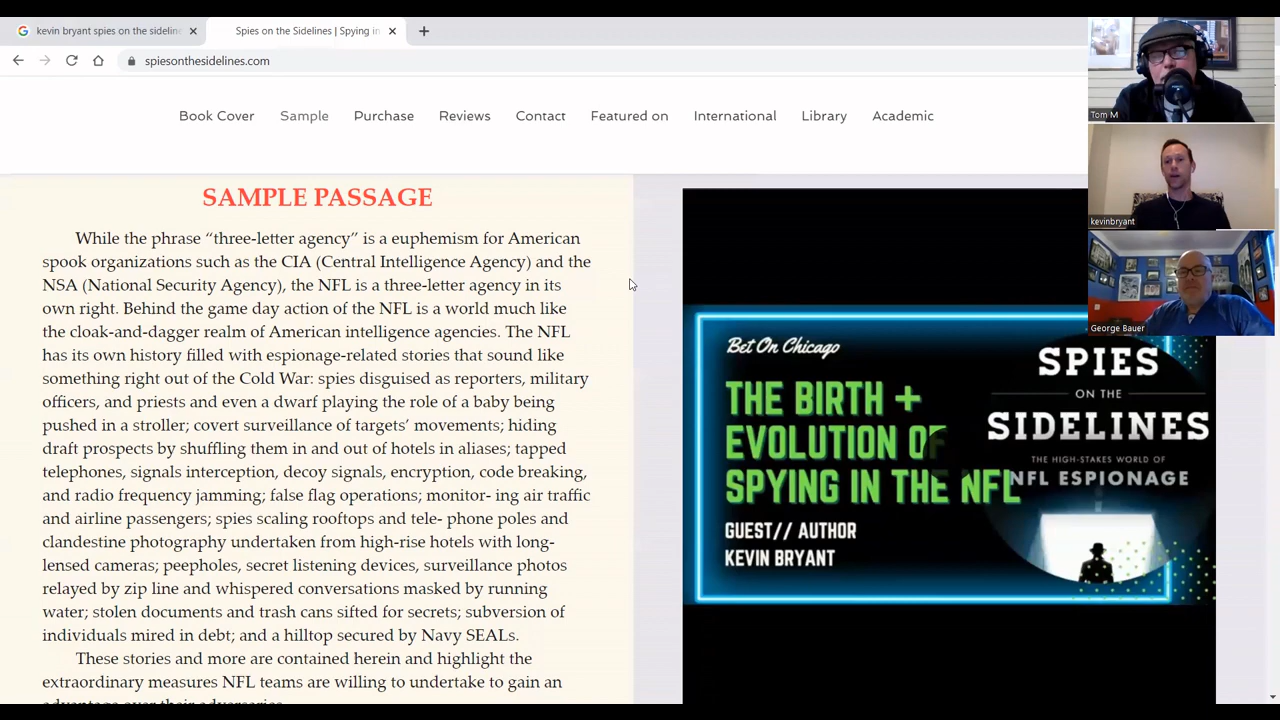 kevin bryant spies on the sideline
Spies on the Sidelines | Spying in
spiesonthesidelines.com
Book Cover
Sample
Purchase
Reviews
Contact
Featured on
International
Library
Academic
SAMPLE PASSAGE
While the phrase “three-letter agency” is a euphemism for American
spook organizations such as the CIA (Central Intelligence Agency) and the
NSA (National Security Agency), the NFL is a three-letter agency in its
own right. Behind the game day action of the NFL is a world much like
the cloak-and-dagger realm of American intelligence agencies. The NFL
has its own history filled with espionage-related stories that sound like
something right out of the Cold War: spies disguised as reporters, military
officers, and priests and even a dwarf playing the role of a baby being
pushed in a stroller; covert surveillance of targets’ movements; hiding
draft prospects by shuffling them in and out of hotels in aliases; tapped
telephones, signals interception, decoy signals, encryption, code breaking,
and radio frequency jamming; false flag operations; monitor- ing air traffic
and airline passengers; spies scaling rooftops and tele- phone poles and
clandestine photography undertaken from high-rise hotels with long-
lensed cameras; peepholes, secret listening devices, surveillance photos
relayed by zip line and whispered conversations masked by running
water; stolen documents and trash cans sifted for secrets; subversion of
individuals mired in debt; and a hilltop secured by Navy SEALs.
These stories and more are contained herein and highlight the
extraordinary measures NFL teams are willing to undertake to gain an
advantage over their adversaries.
Bet On Chicago
THE BIRTH +
EVOLUTION OF
SPYING IN THE NFL
GUEST// AUTHOR
KEVIN BRYANT
SPIES
ON THE
SIDELINES
THE HIGH-STAKES WORLD OF
NFL ESPIONAGE
Tom M
kevinbryant
George Bauer